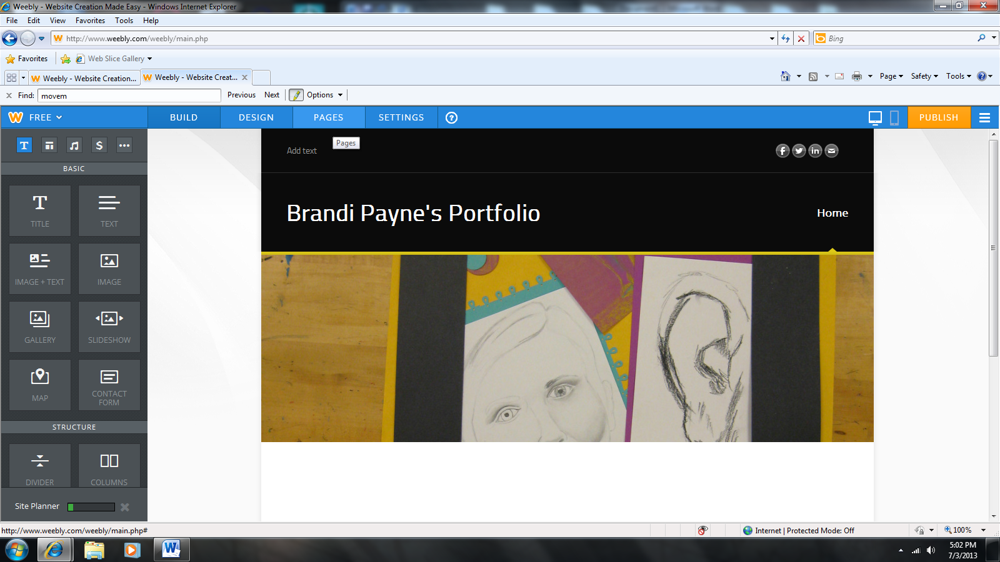 Weebly - Website Creation Made Easy - Windows Internet Explorer
File Edit View Favorites Tools Help
http://www.weebly.com/weebly/main.php
Bing
Favorites Web Slice Gallery
Weebly - Website Creation... Weebly - Website Creat...
Page Safety Tools
Find: movem Previous Next Options
FREE BUILD DESIGN PAGES SETTINGS PUBLISH
Pages
Add text
BASIC
Brandi Payne's Portfolio
Home
TITLE TEXT
IMAGE + TEXT IMAGE
GALLERY SLIDESHOW
MAP CONTACT
FORM
STRUCTURE
DIVIDER COLUMNS
Site Planner
http://www.weebly.com/weebly/main.php#
Internet | Protected Mode: Off
100%
5:02 PM
7/3/2013